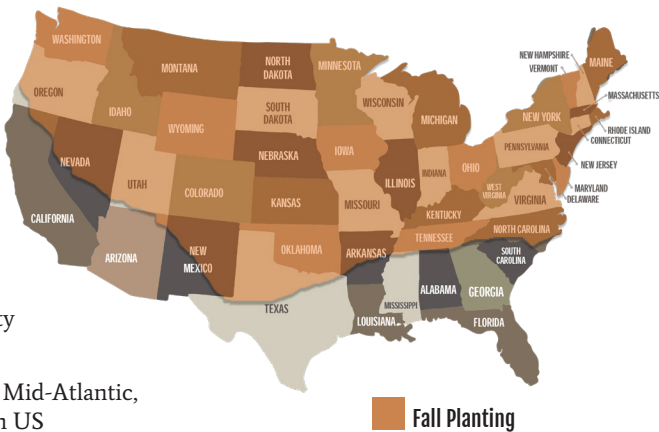 WASHINGTON
MONTANA
NORTH
DAKOTA
MINNESOTA
NEW HAMPSHIRE
VERMONT
MAINE
OREGON
IDAHO
WYOMING
SOUTH
DAKOTA
WISCONSIN
MICHIGAN
NEW YORK
MASSACHUSETTS
RHODE ISLAND
CONNECTICUT
NEVADA
UTAH
COLORADO
NEBRASKA
IOWA
ILLINOIS
INDIANA
OHIO
PENNSYLVANIA
NEW JERSEY
MARYLAND
DELAWARE
CALIFORNIA
KANSAS
MISSOURI
KENTUCKY
WEST
VIRGINIA
VIRGINIA
ARIZONA
NEW
MEXICO
OKLAHOMA
ARKANSAS
TENNESSEE
NORTH CAROLINA
SOUTH
CAROLINA
TEXAS
LOUISIANA
MISSISSIPPI
ALABAMA
GEORGIA
FLORIDA
ty
Mid-Atlantic,
n US
Fall Planting